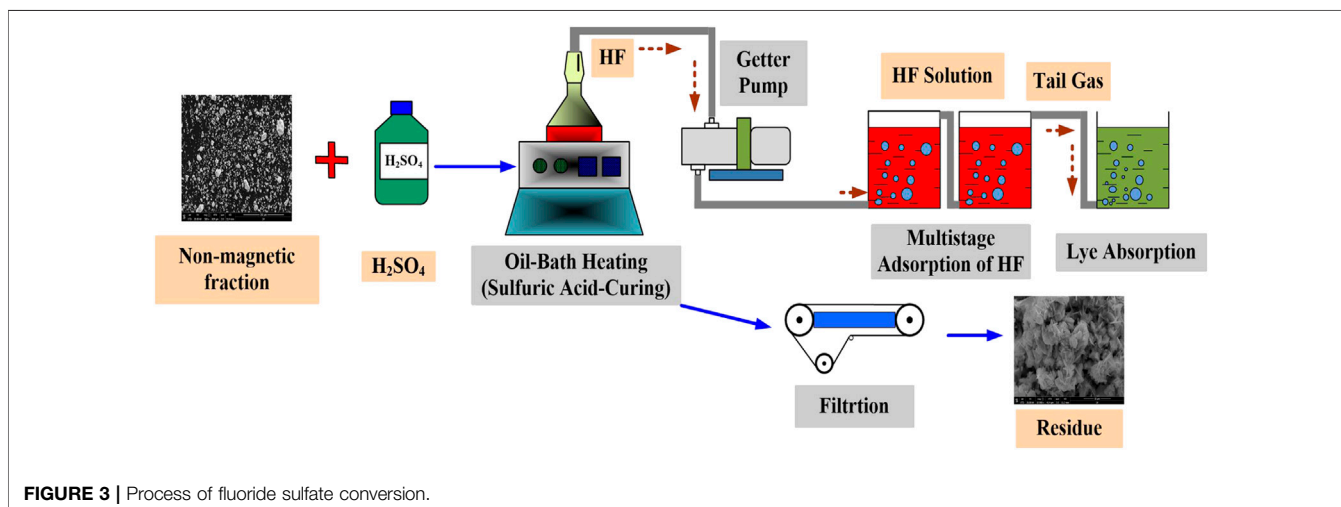 HF
Getter
Pump
HF Solution
Tail Gas
H₂SO₄
Non-magnetic
fraction
H₂SO₄
Oil-Bath Heating
(Sulfuric Acid-Curing)
Multistage
Adsorption of HF
Lye Absorption
Filtrtion
Residue
FIGURE 3 | Process of fluoride sulfate conversion.